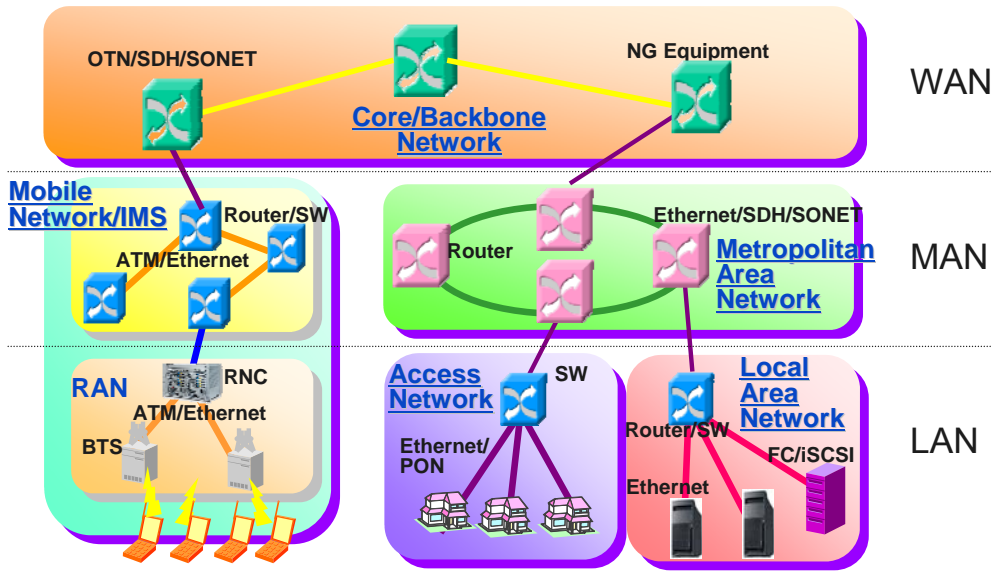 OTN/SDH/SONET
NG Equipment
WAN
Core/Backbone
Network
Mobile
Network/IMS
Router/SW
ATM/Ethernet
Router
Ethernet/SDH/SONET
Metropolitan
Area
Network
MAN
RAN
RNC
ATM/Ethernet
BTS
Access
Network
SW
Ethernet/
PON
Local
Area
Network
Router/SW
FC/iSCSI
Ethernet
LAN